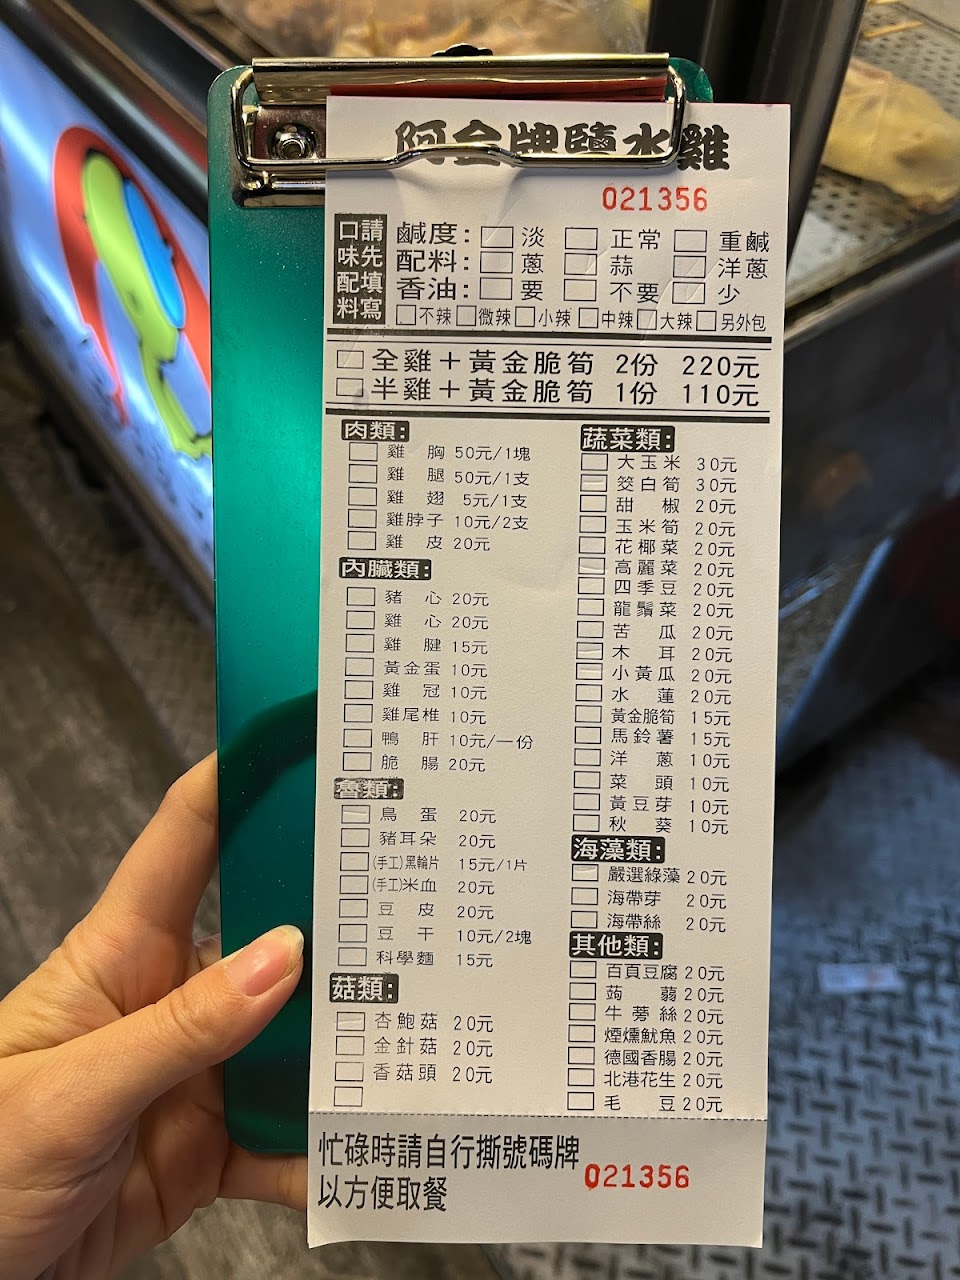 阿金牌鹽水雞
021356
請先填寫
口味配料
鹹度：□淡 □正常 □重鹹
配料：□蔥 □蒜 □洋蔥
香油：□要 □不要 □少
□不辣□微辣□小辣□中辣□大辣□另外包
□全雞＋黃金脆筍 2份 220元
□半雞＋黃金脆筍 1份 110元
肉類:
□雞胸 50元/1塊
□雞腿 50元/1支
□雞翅 5元/1支
□雞脖子 10元/2支
□雞皮 20元
內臟類:
□豬心 20元
□雞心 20元
□雞腱 15元
□黃金蛋 10元
□雞冠 10元
□雞尾椎 10元
□鴨肝 10元/一份
□脆腸 20元
魯類:
□鳥蛋 20元
□豬耳朵 20元
□(手工)黑輪片 15元/1片
□(手工)米血 20元
□豆皮 20元
□豆干 10元/2塊
□科學麵 15元
菇類:
□杏鮑菇 20元
□金針菇 20元
□香菇頭 20元
□
蔬菜類:
□大玉米 30元
□筊白筍 30元
□甜椒 20元
□玉米筍 20元
□花椰菜 20元
□高麗菜 20元
□四季豆 20元
□龍鬚菜 20元
□苦瓜 20元
□木耳 20元
□小黃瓜 20元
□水蓮 20元
□黃金脆筍 15元
□馬鈴薯 15元
□洋蔥 10元
□菜頭 10元
□黃豆芽 10元
□秋葵 10元
海藻類:
□嚴選綠藻 20元
□海帶芽 20元
□海帶絲 20元
其他類:
□百頁豆腐 20元
□蒟蒻 20元
□牛蒡絲 20元
□煙燻魷魚 20元
□德國香腸 20元
□北港花生 20元
□毛豆 20元
忙碌時請自行撕號碼牌
以方便取餐
021356